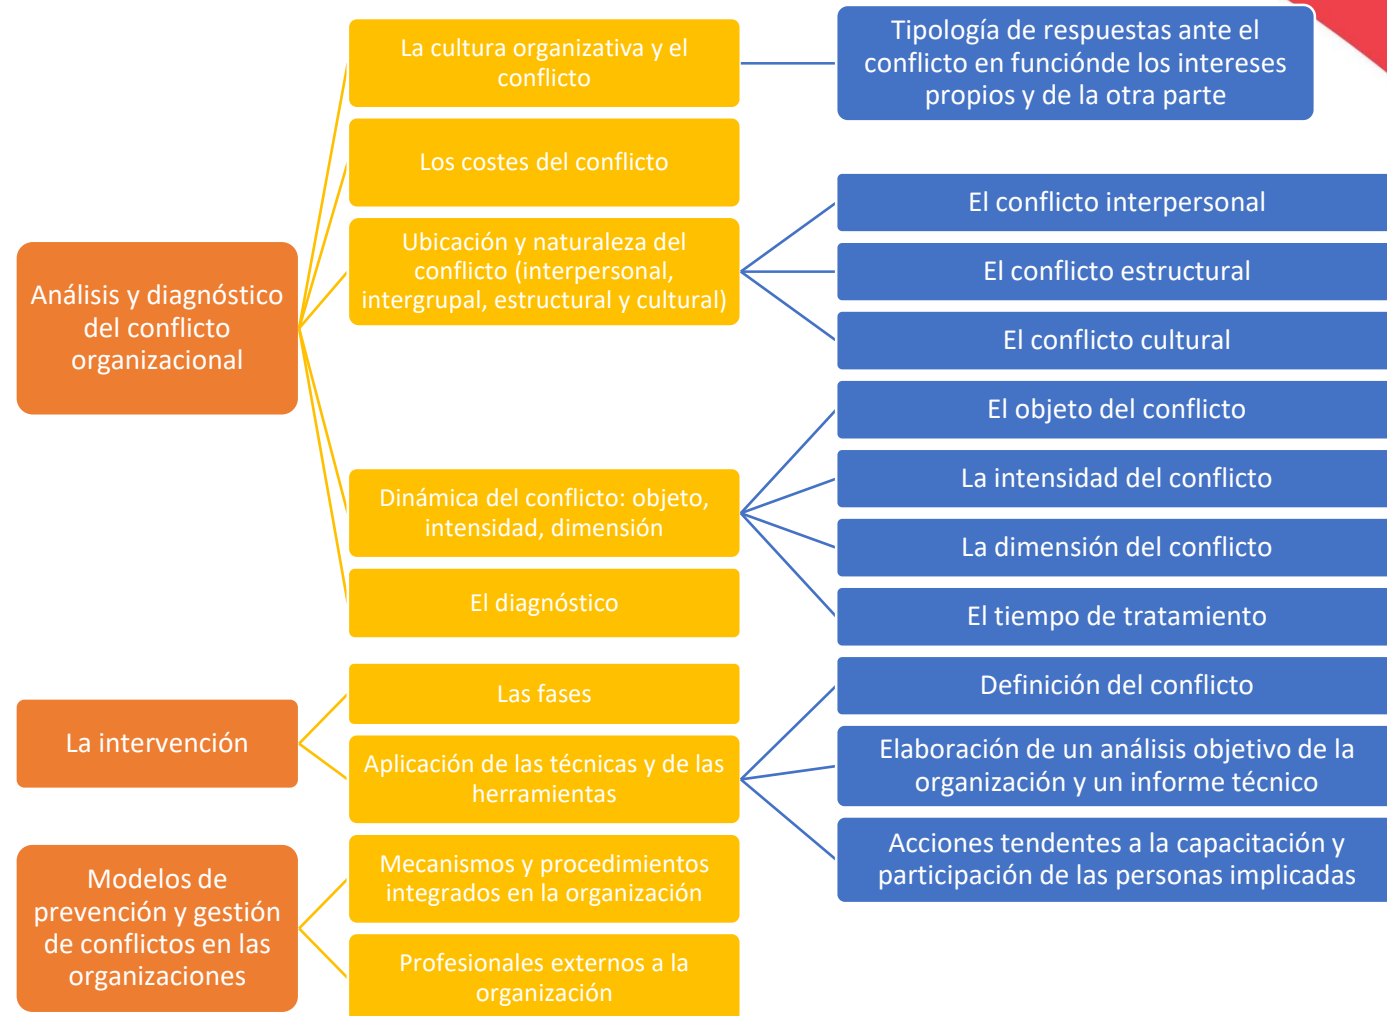 Análisis y diagnóstico
del conflicto
organizacional
La cultura organizativa y el
conflicto
Tipología de respuestas ante el
conflicto en funciónde los intereses
propios y de la otra parte
Los costes del conflicto
Ubicación y naturaleza del
conflicto (interpersonal,
intergrupal, estructural y cultural)
El conflicto interpersonal
El conflicto estructural
El conflicto cultural
Dinámica del conflicto: objeto,
intensidad, dimensión
El objeto del conflicto
La intensidad del conflicto
La dimensión del conflicto
El tiempo de tratamiento
El diagnóstico
La intervención
Las fases
Aplicación de las técnicas y de las
herramientas
Definición del conflicto
Elaboración de un análisis objetivo de la
organización y un informe técnico
Acciones tendentes a la capacitación y
participación de las personas implicadas
Modelos de
prevención y gestión
de conflictos en las
organizaciones
Mecanismos y procedimientos
integrados en la organización
Profesionales externos a la
organización